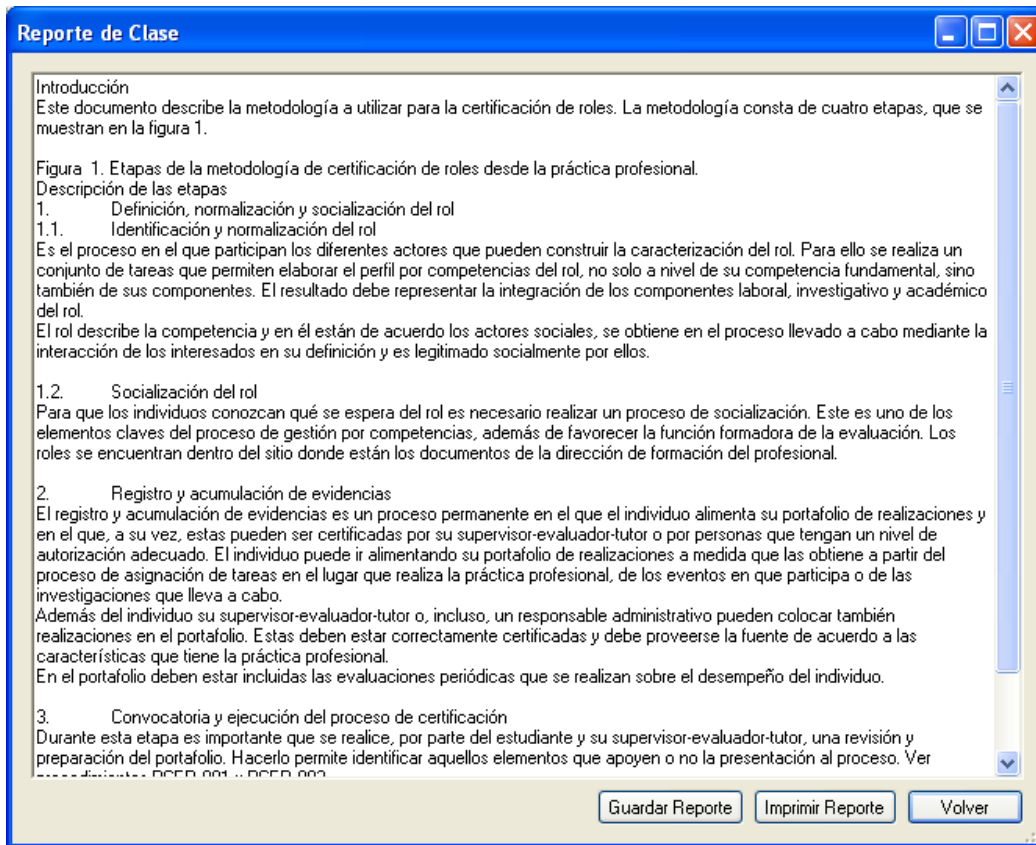 Reporte de Clase
Introducción
Este documento describe la metodología a utilizar para la certificación de roles. La metodología consta de cuatro etapas, que se
muestran en la figura 1.
Figura  1. Etapas de la metodología de certificación de roles desde la práctica profesional.
Descripción de las etapas
1. Definición, normalización y socialización del rol
1.1. Identificación y normalización del rol
Es el proceso en el que participan los diferentes actores que pueden construir la caracterización del rol. Para ello se realiza un
conjunto de tareas que permiten elaborar el perfil por competencias del rol, no solo a nivel de su competencia fundamental, sino
también de sus componentes. El resultado debe representar la integración de los componentes laboral, investigativo y académico
del rol.
El rol describe la competencia y en él están de acuerdo los actores sociales, se obtiene en el proceso llevado a cabo mediante la
interacción de los interesados en su definición y es legitimado socialmente por ellos.
1.2. Socialización del rol
Para que los individuos conozcan qué se espera del rol es necesario realizar un proceso de socialización. Este es uno de los
elementos claves del proceso de gestión por competencias, además de favorecer la función formadora de la evaluación. Los
roles se encuentran dentro del sitio donde están los documentos de la dirección de formación del profesional.
2. Registro y acumulación de evidencias
El registro y acumulación de evidencias es un proceso permanente en el que el individuo alimenta su portafolio de realizaciones y
en el que, a su vez, estas pueden ser certificadas por su supervisor-evaluador-tutor o por personas que tengan un nivel de
autorización adecuado. El individuo puede ir alimentando su portafolio de realizaciones a medida que las obtiene a partir del
proceso de asignación de tareas en el lugar que realiza la práctica profesional, de los eventos en que participa o de las
investigaciones que lleva a cabo.
Además del individuo su supervisor-evaluador-tutor o, incluso, un responsable administrativo pueden colocar también
realizaciones en el portafolio. Estas deben estar correctamente certificadas y debe proveerse la fuente de acuerdo a las
características que tiene la práctica profesional.
En el portafolio deben estar incluidas las evaluaciones periódicas que se realizan sobre el desempeño del individuo.
3. Convocatoria y ejecución del proceso de certificación
Durante esta etapa es importante que se realice, por parte del estudiante y su supervisor-evaluador-tutor, una revisión y
preparación del portafolio. Hacerlo permite identificar aquellos elementos que apoyen o no la presentación al proceso. Ver
Guardar Reporte
Imprimir Reporte
Volver